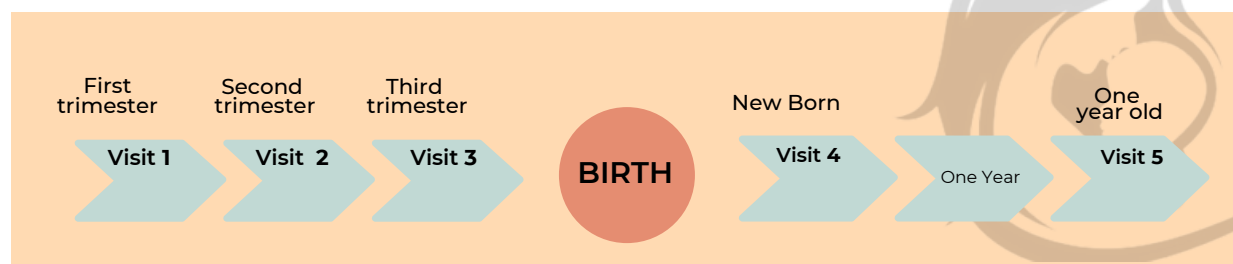 First
trimester
Second
trimester
Third
trimester
New Born
One
year old
Visit 1
Visit 2
Visit 3
BIRTH
Visit 4
One Year
Visit 5